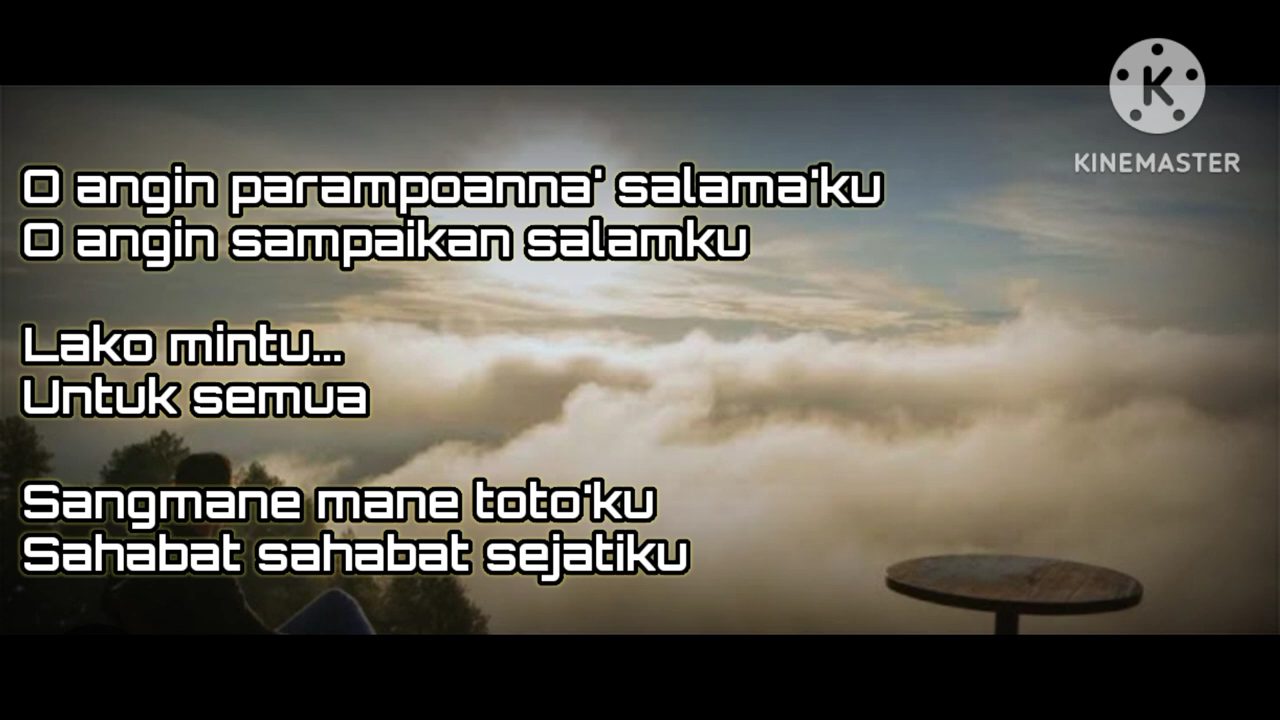 KINEMASTER
O angin parampoanna' salama'ku
O angin sampaikan salamku
Lako mintu...
Untuk semua
Sangmane mane toto'ku
Sahabat sahabat sejatiku